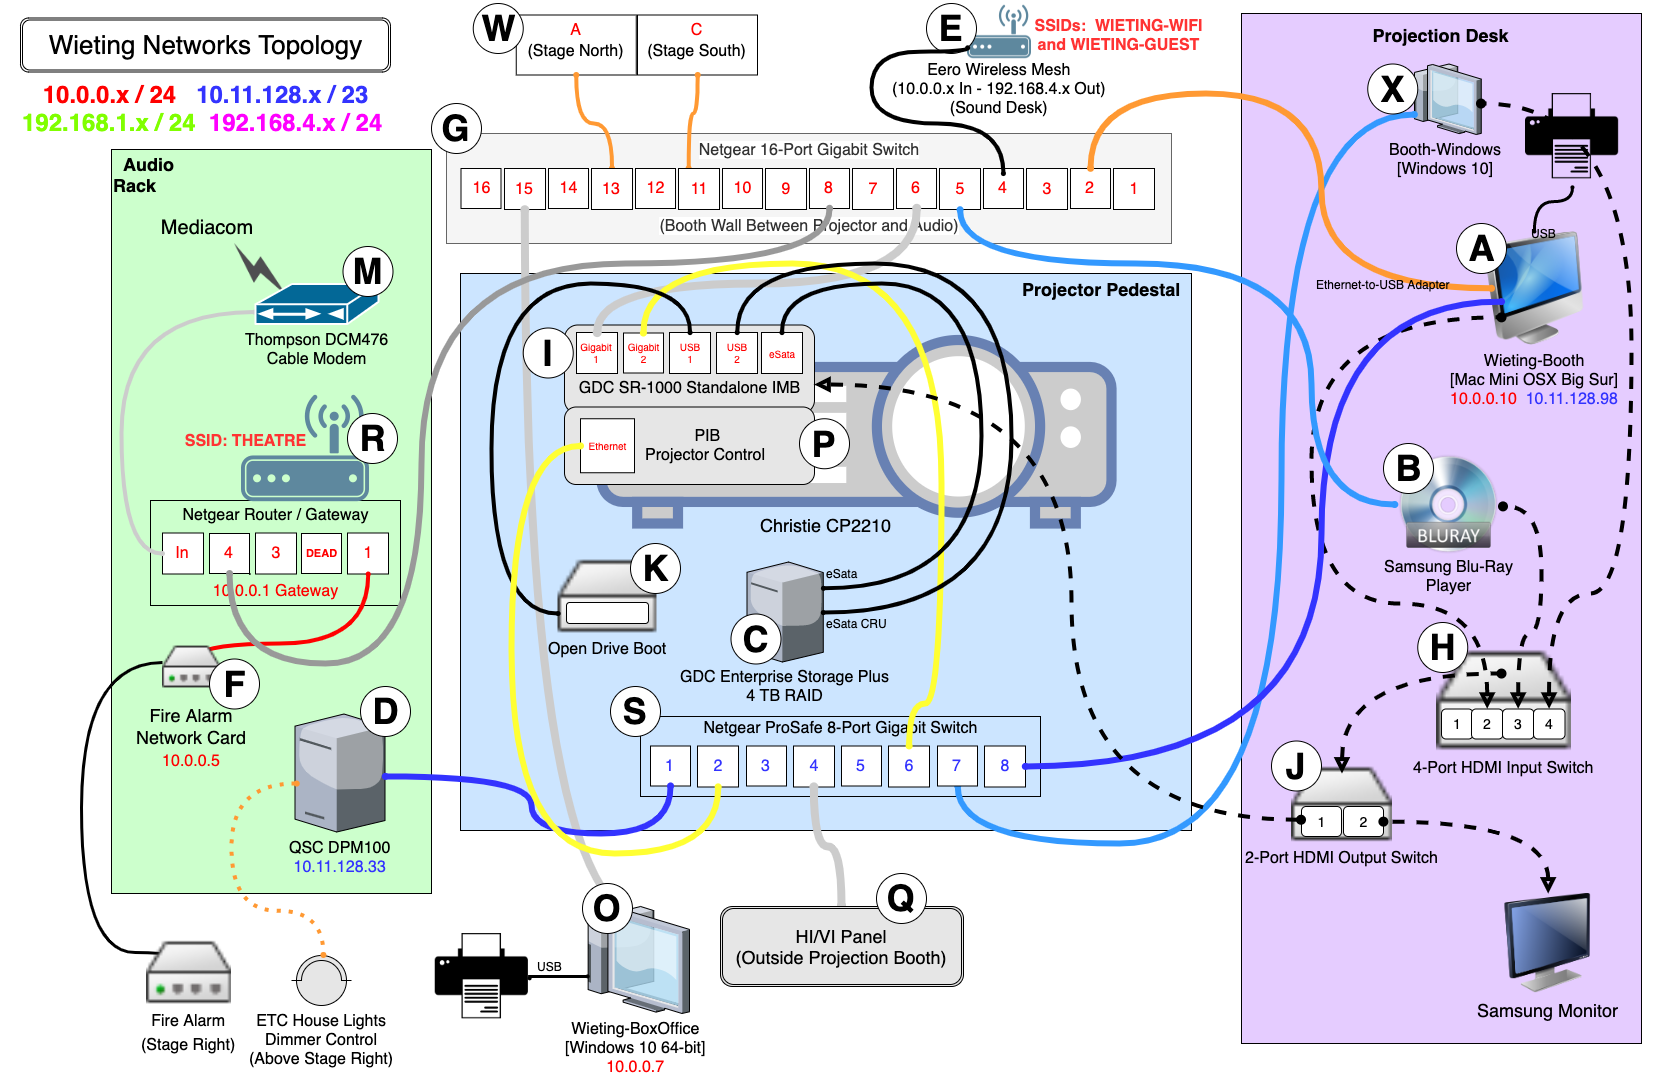 Wieting Networks Topology
10.0.0.x / 24 10.11.128.x / 23
192.168.1.x / 24 192.168.4.x / 24
W
A
(Stage North)
C
(Stage South)
E
SSIDs: WIETING-WIFI
and WIETING-GUEST
Eero Wireless Mesh
(10.0.0.x In - 192.168.4.x Out)
(Sound Desk)
G
Netgear 16-Port Gigabit Switch
16 15 14 13 12 11 10 9 8 7 6 5 4 3 2 1
(Booth Wall Between Projector and Audio)
Audio
Rack
Mediacom
M
Thompson DCM476
Cable Modem
SSID: THEATRE
R
Netgear Router / Gateway
In 4 3 DEAD 1
10.0.0.1 Gateway
F
Fire Alarm
Network Card
10.0.0.5
D
QSC DPM100
10.11.128.33
Fire Alarm
(Stage Right)
ETC House Lights
Dimmer Control
(Above Stage Right)
Projector Pedestal
I
Gigabit
1
Gigabit
2
USB
1
USB
2
eSata
GDC SR-1000 Standalone IMB
Ethernet
PIB
Projector Control
P
Christie CP2210
K
Open Drive Boot
eSata
eSata CRU
C
GDC Enterprise Storage Plus
4 TB RAID
S
Netgear ProSafe 8-Port Gigabit Switch
1 2 3 4 5 6 7 8
USB
O
Wieting-BoxOffice
[Windows 10 64-bit]
10.0.0.7
Q
HI/VI Panel
(Outside Projection Booth)
Projection Desk
X
Booth-Windows
[Windows 10]
USB
A
Ethernet-to-USB Adapter
Wieting-Booth
[Mac Mini OSX Big Sur]
10.0.0.10 10.11.128.98
B
BLURAY
Samsung Blu-Ray
Player
H
1 2 3 4
4-Port HDMI Input Switch
J
1 2
2-Port HDMI Output Switch
Samsung Monitor